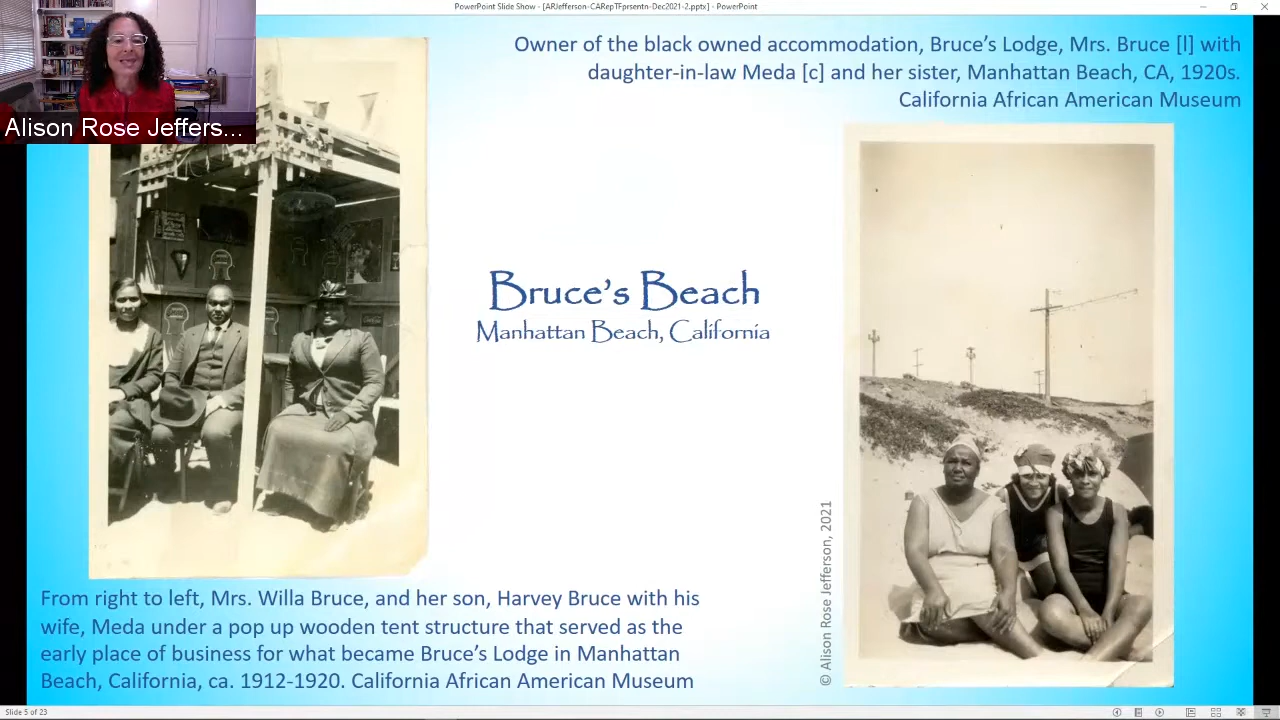 PowerPoint Slide Show - [ARJefferson-CARepTFprsentn-Dec2021-2.pptx] - PowerPoint
Alison Rose Jeffers...
Owner of the black owned accommodation, Bruce's Lodge, Mrs. Bruce [l] with
daughter-in-law Meda [c] and her sister, Manhattan Beach, CA, 1920s.
California African American Museum
Bruce's Beach
Manhattan Beach, California
© Alison Rose Jefferson, 2021
From right to left, Mrs. Willa Bruce, and her son, Harvey Bruce with his
wife, Meda under a pop up wooden tent structure that served as the
early place of business for what became Bruce's Lodge in Manhattan
Beach, California, ca. 1912-1920. California African American Museum
Slide 5 of 23